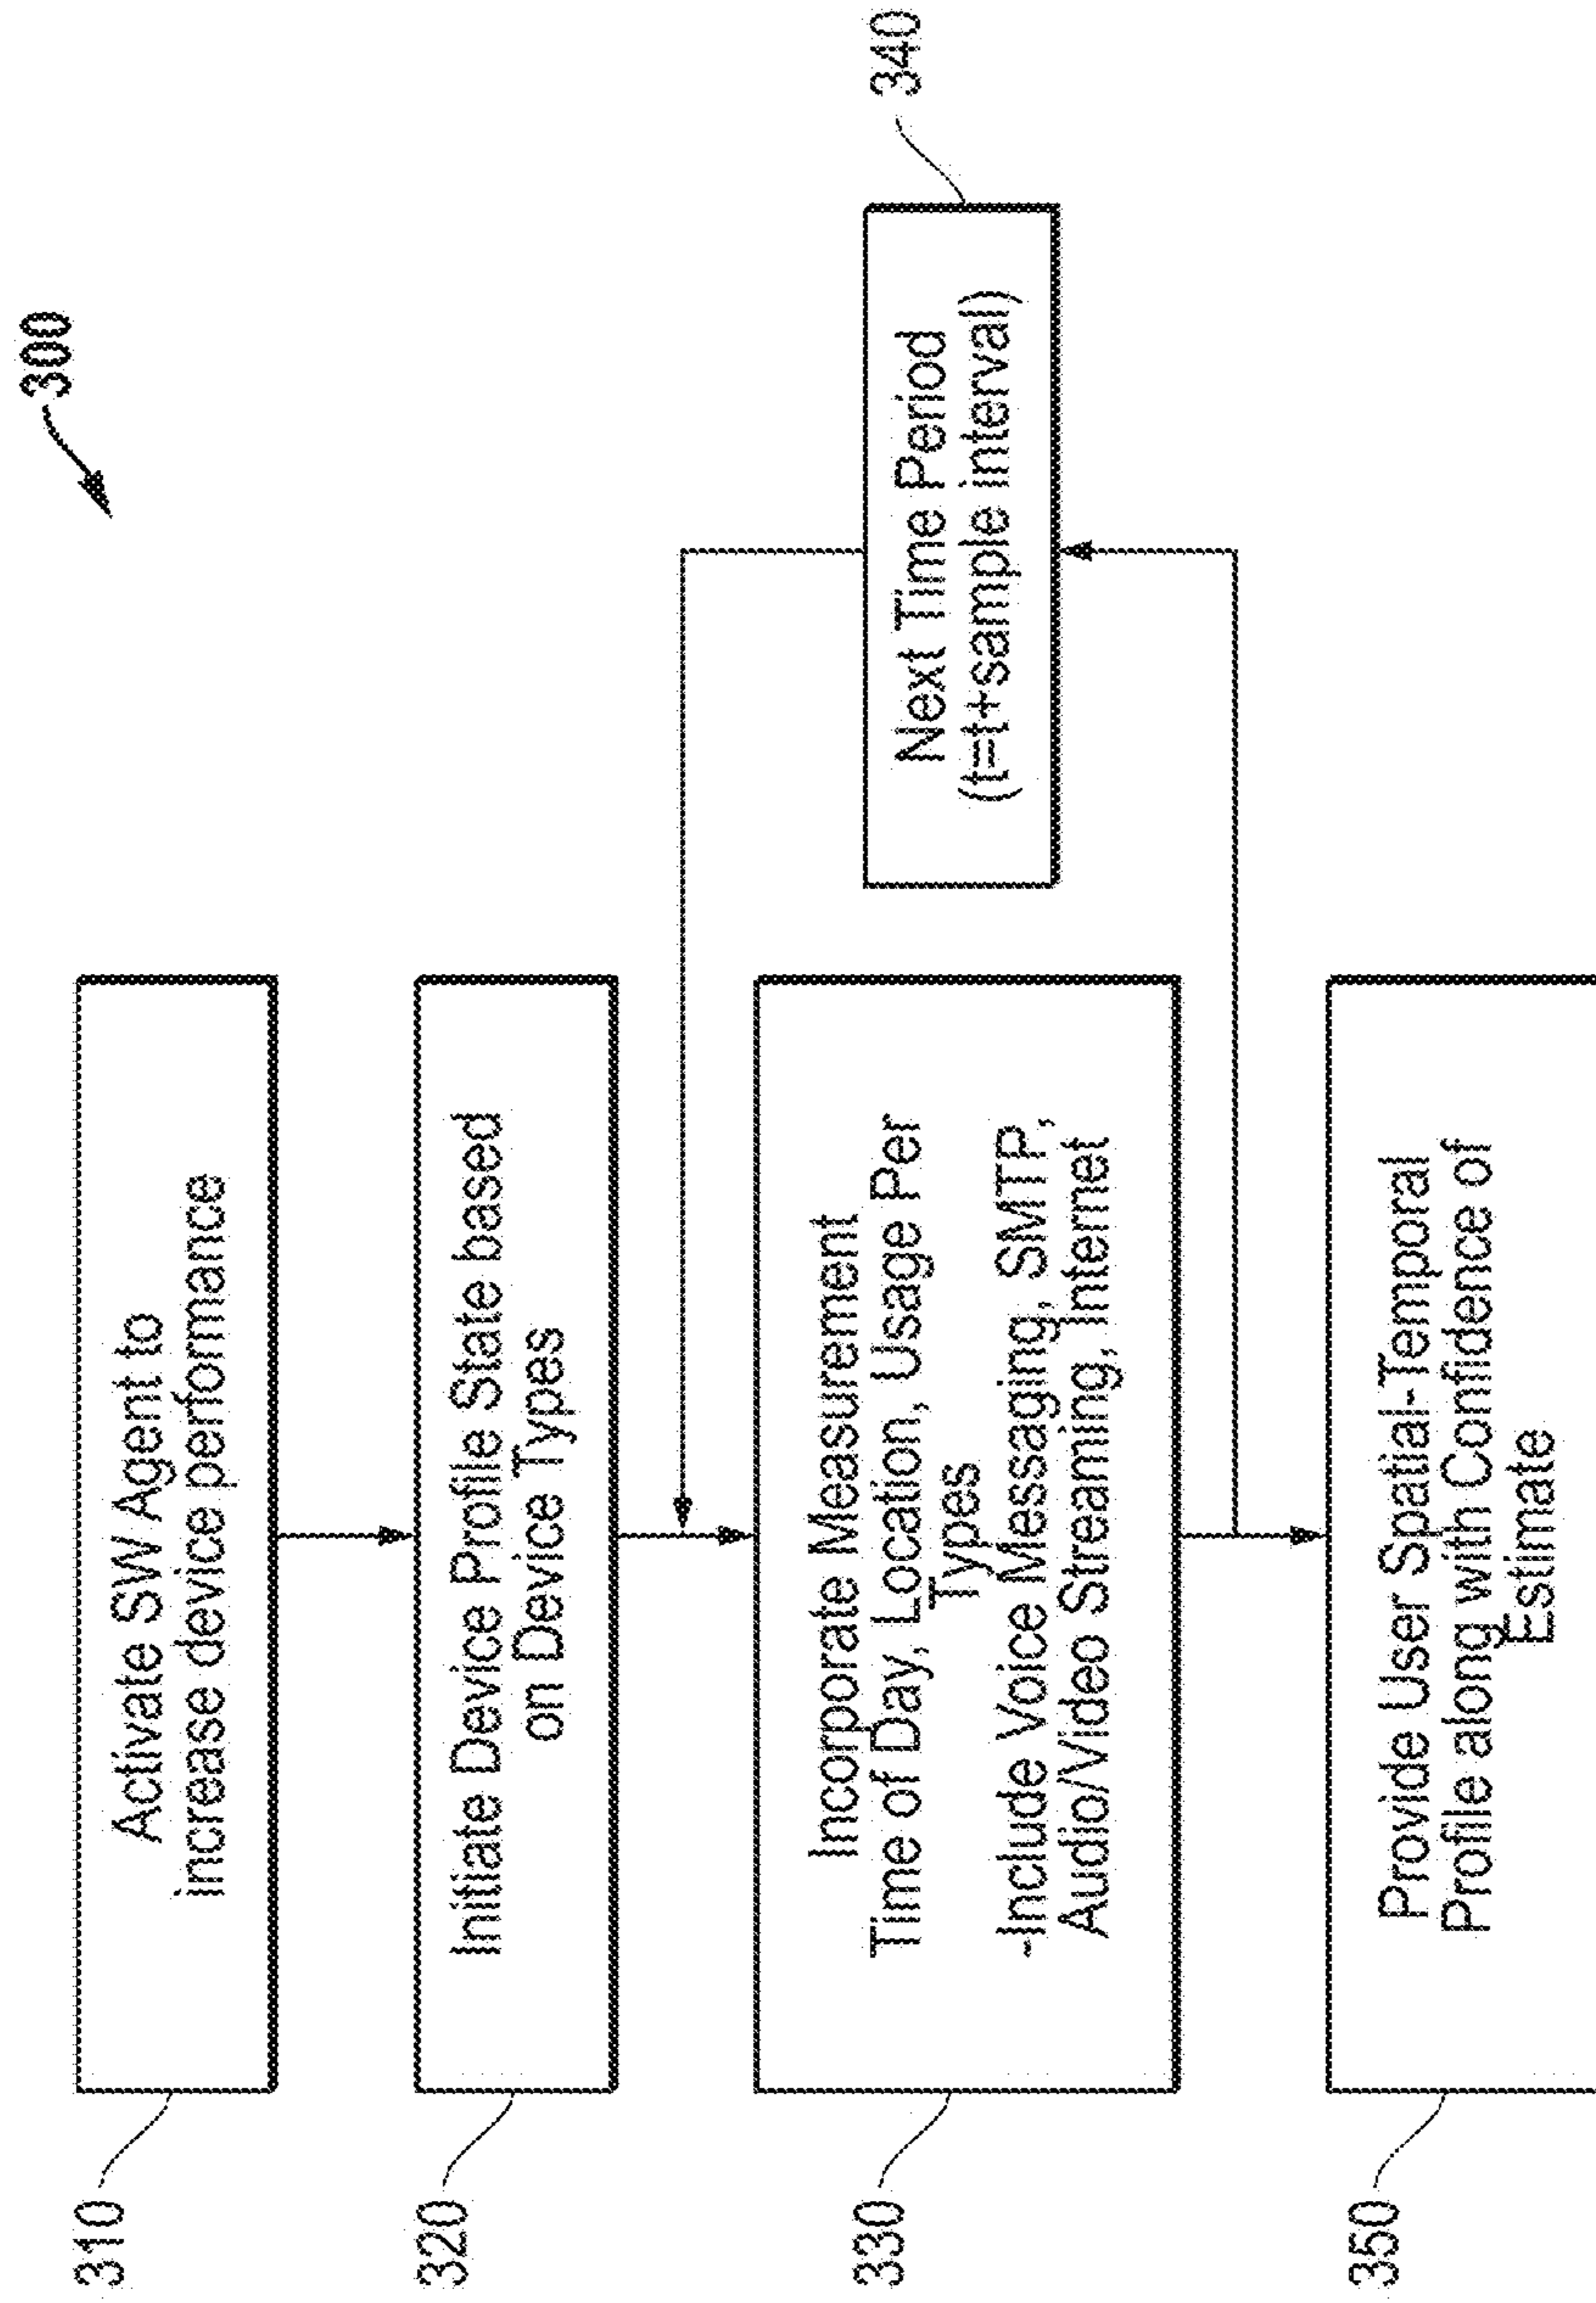 300
310
Activate SW Agent to
increase device performance
320
Initiate Device Profile State based
on Device Types
330
Incorporate Measurement
Time of Day, Location, Usage Per
Types
-Include Voice Messaging, SMTP,
Audio/Video Streaming, Internet
340
Next Time Period
(t=t+sample interval)
350
Provide User Spatial-Temporal
Profile along with Confidence of
Estimate